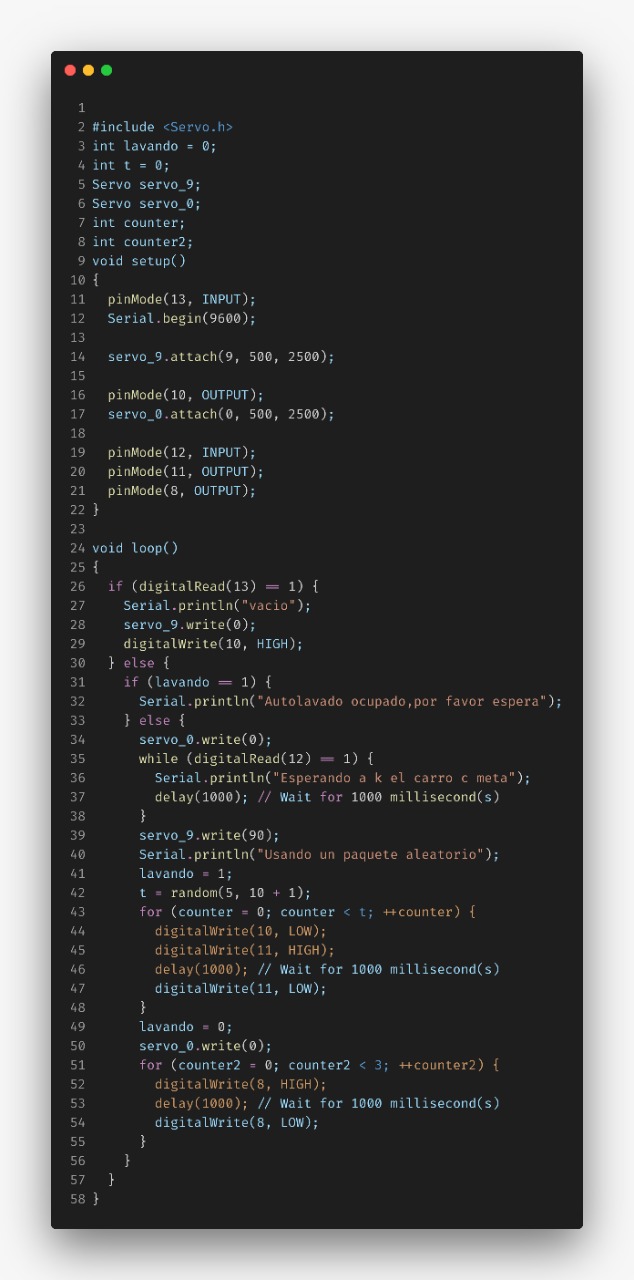 1
2 #include <Servo.h>
3 int lavando = 0;
4 int t = 0;
5 Servo servo_9;
6 Servo servo_0;
7 int counter;
8 int counter2;
9 void setup()
10 {
11   pinMode(13, INPUT);
12   Serial.begin(9600);
13
14   servo_9.attach(9, 500, 2500);
15
16   pinMode(10, OUTPUT);
17   servo_0.attach(0, 500, 2500);
18
19   pinMode(12, INPUT);
20   pinMode(11, OUTPUT);
21   pinMode(8, OUTPUT);
22 }
23
24 void loop()
25 {
26   if (digitalRead(13) == 1) {
27     Serial.println("vacio");
28     servo_9.write(0);
29     digitalWrite(10, HIGH);
30   } else {
31     if (lavando == 1) {
32       Serial.println("Autolavado ocupado,por favor espera");
33     } else {
34       servo_0.write(0);
35       while (digitalRead(12) == 1) {
36         Serial.println("Esperando a k el carro c meta");
37         delay(1000); // Wait for 1000 millisecond(s)
38       }
39       servo_9.write(90);
40       Serial.println("Usando un paquete aleatorio");
41       lavando = 1;
42       t = random(5, 10 + 1);
43       for (counter = 0; counter < t; ++counter) {
44         digitalWrite(10, LOW);
45         digitalWrite(11, HIGH);
46         delay(1000); // Wait for 1000 millisecond(s)
47         digitalWrite(11, LOW);
48       }
49       lavando = 0;
50       servo_0.write(0);
51       for (counter2 = 0; counter2 < 3; ++counter2) {
52         digitalWrite(8, HIGH);
53         delay(1000); // Wait for 1000 millisecond(s)
54         digitalWrite(8, LOW);
55       }
56     }
57   }
58 }